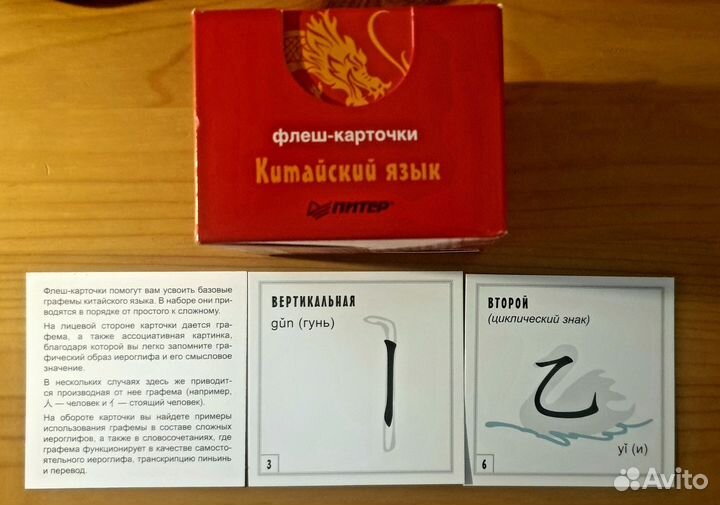 флеш-карточки
Китайский язык
ПИТЕР
Флеш-карточки помогут вам усвоить базовые
графемы китайского языка. В наборе они при-
водятся в порядке от простого к сложному.
На лицевой стороне карточки дается гра-
фема, а также ассоциативная картинка,
благодаря которой вы легко запомните гра-
фический образ иероглифа и его смысловое
значение.
В нескольких случаях здесь же приводит-
ся производная от нее графема (например,
人 — человек и 亻 — стоящий человек).
На обороте карточки вы найдете примеры
использования графемы в составе сложных
иероглифов, а также в словосочетаниях, где
графема функционирует в качестве самосто-
ятельного иероглифа, транскрипцию пиньинь
и перевод.
ВЕРТИКАЛЬНАЯ
gǔn (гунь)
丨
3
ВТОРОЙ
(циклический знак)
乙
yǐ (и)
6
Avito